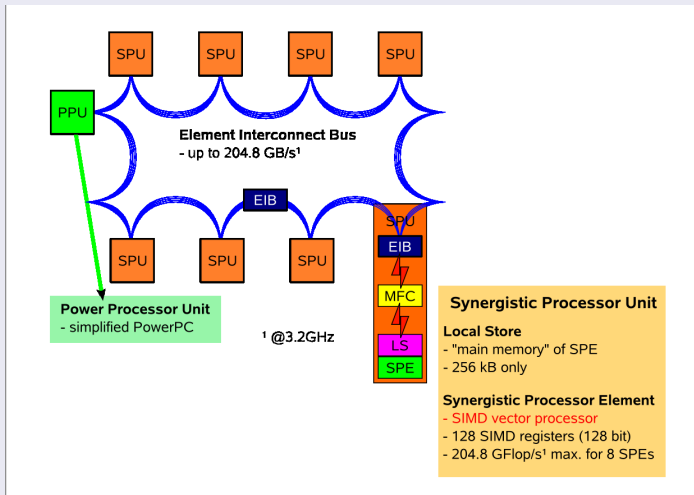 SPU SPU SPU SPU
PPU
Element Interconnect Bus
- up to 204.8 GB/s¹
EIB
SPU SPU SPU
SPU
EIB
MFC
LS
SPE
Power Processor Unit
- simplified PowerPC
¹ @3.2GHz
Synergistic Processor Unit
Local Store
- "main memory" of SPE
- 256 kB only
Synergistic Processor Element
- SIMD vector processor
- 128 SIMD registers (128 bit)
- 204.8 GFlop/s¹ max. for 8 SPEs